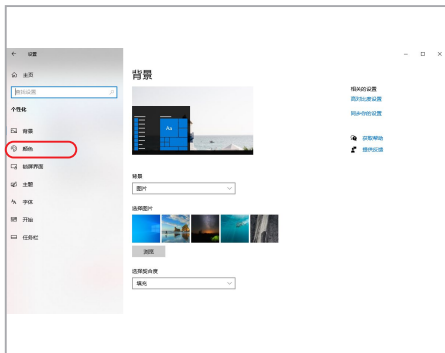 设置
主页
查找设置
个性化
背景
颜色
锁屏界面
主题
字体
开始
任务栏
背景
Aa
背景
图片
选择图片
浏览
选择契合度
填充
相关的设置
高对比度设置
同步你的设置
获取帮助
提供反馈